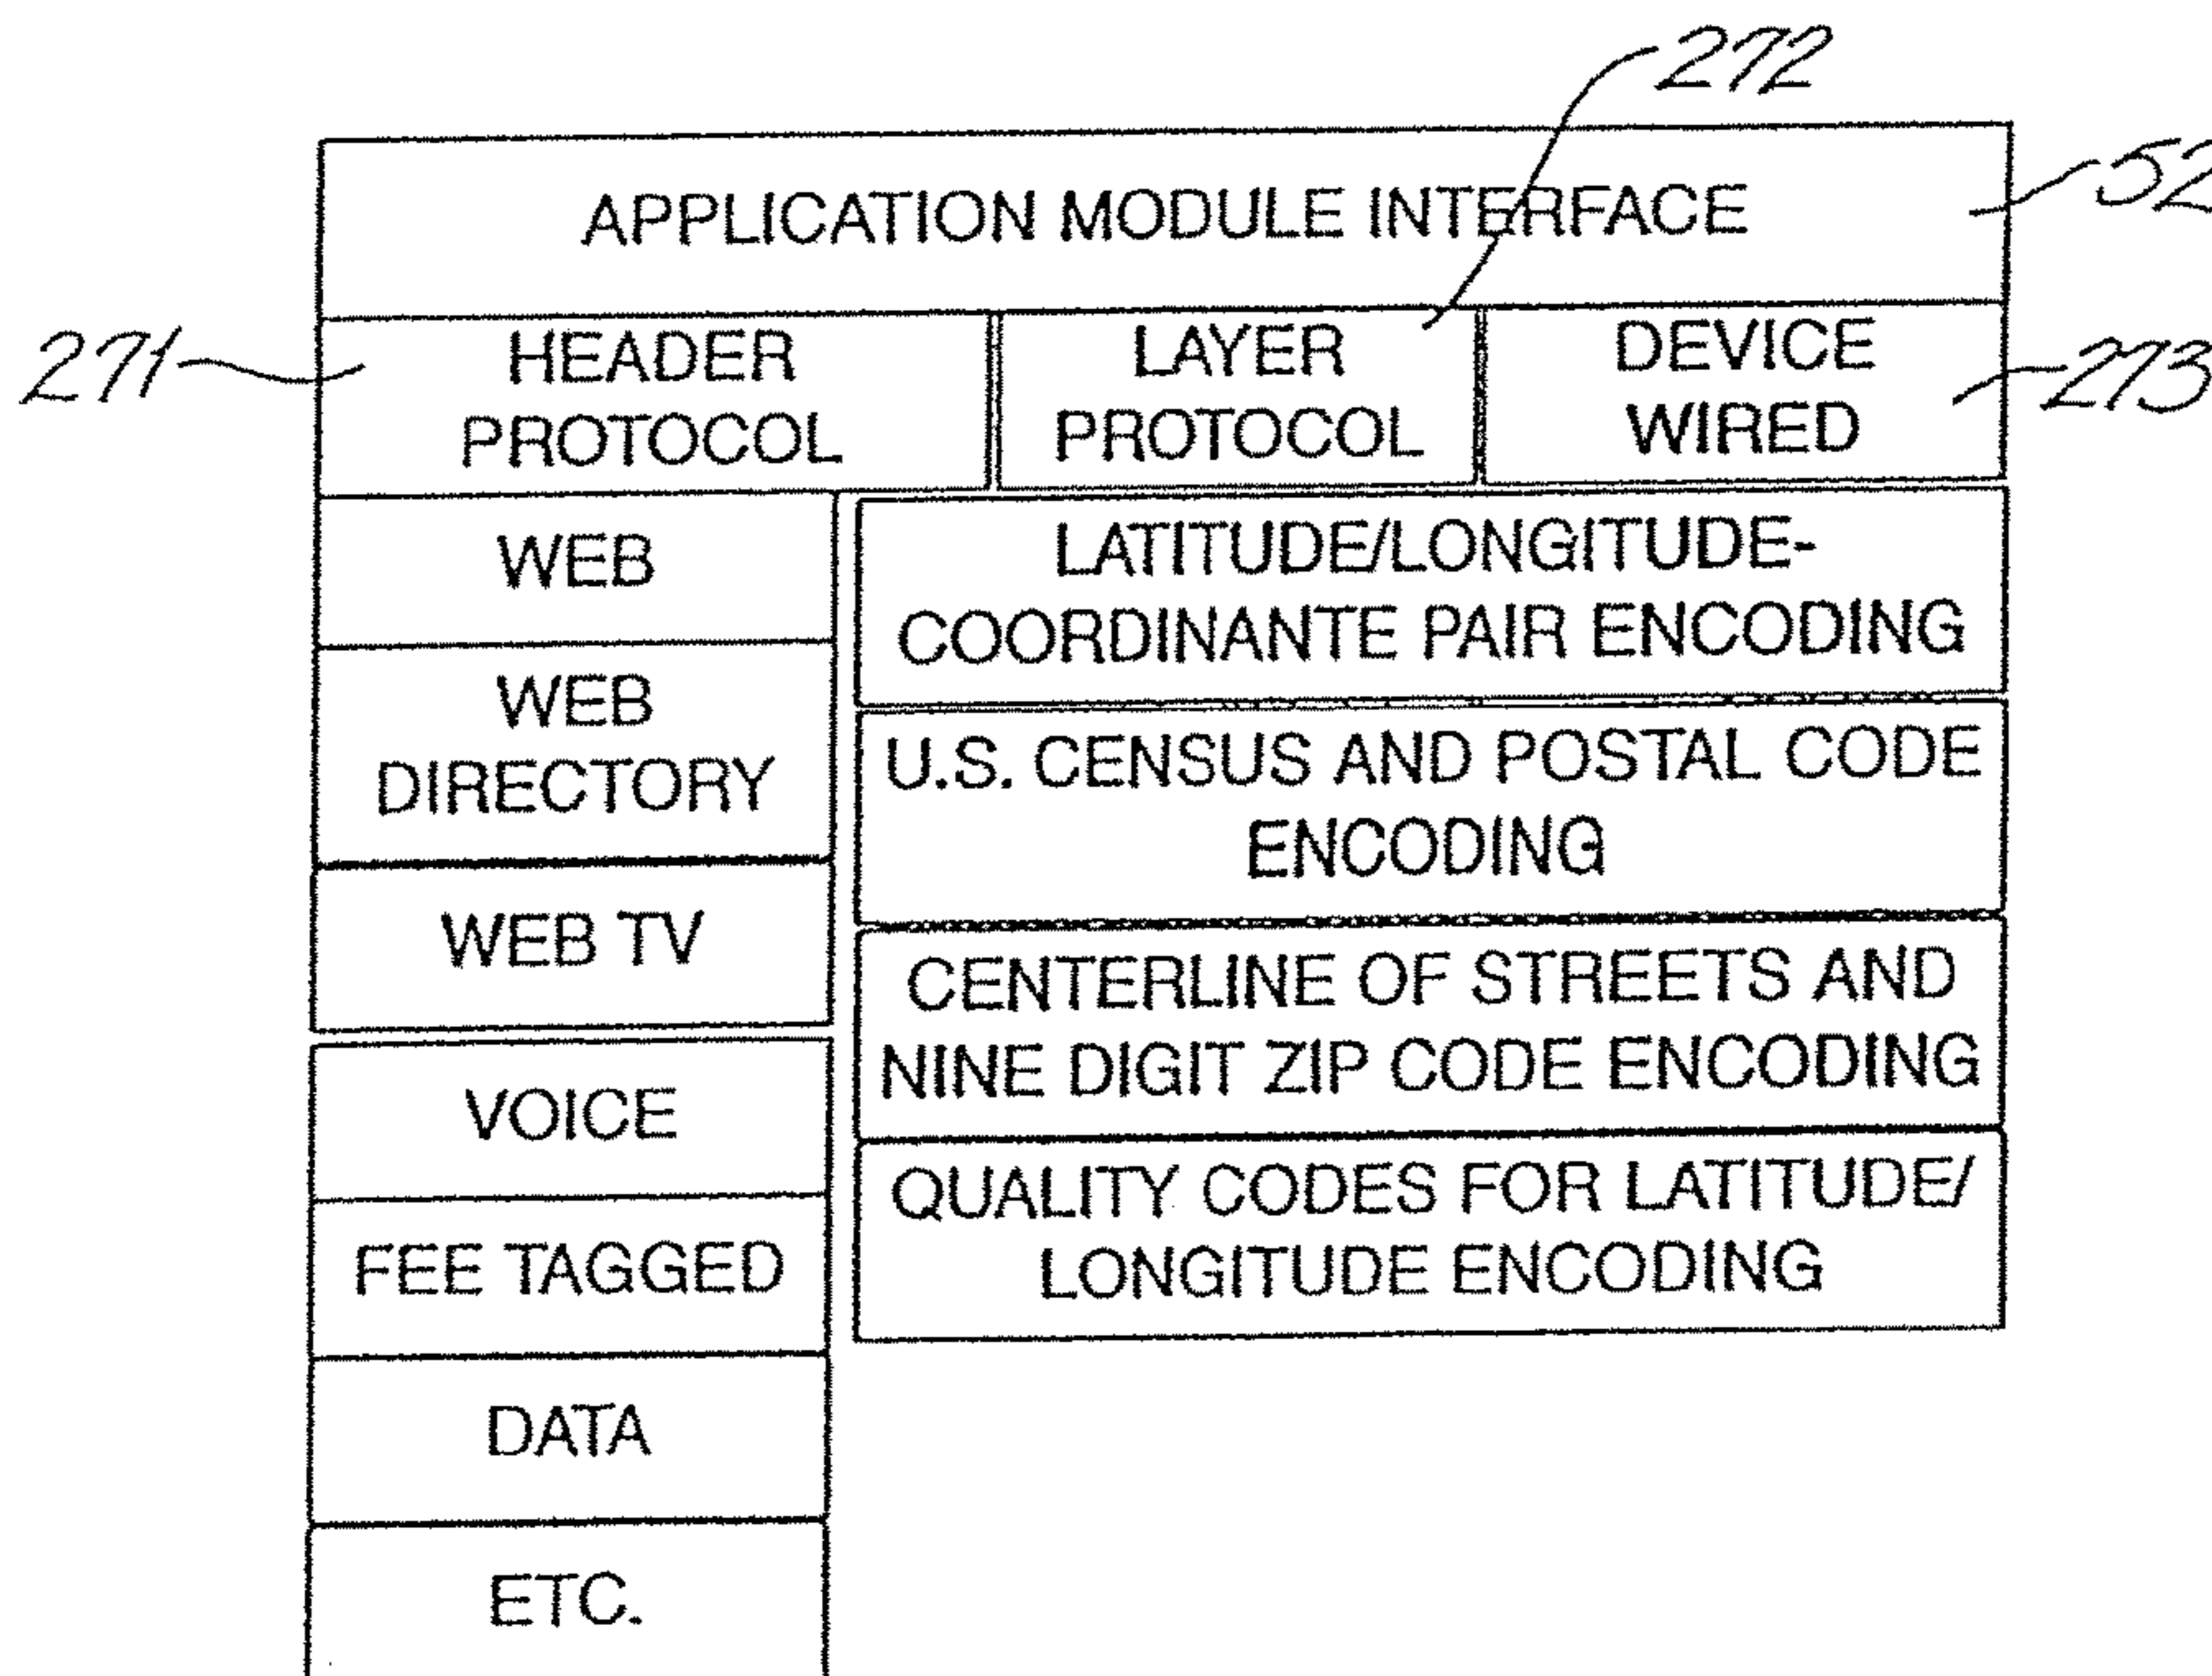 272
APPLICATION MODULE INTERFACE
52
271
HEADER
PROTOCOL
LAYER
PROTOCOL
DEVICE
WIRED
273
WEB
WEB
DIRECTORY
WEB TV
VOICE
FEE TAGGED
DATA
ETC.
LATITUDE/LONGITUDE-
COORDINANTE PAIR ENCODING
U.S. CENSUS AND POSTAL CODE
ENCODING
CENTERLINE OF STREETS AND
NINE DIGIT ZIP CODE ENCODING
QUALITY CODES FOR LATITUDE/
LONGITUDE ENCODING